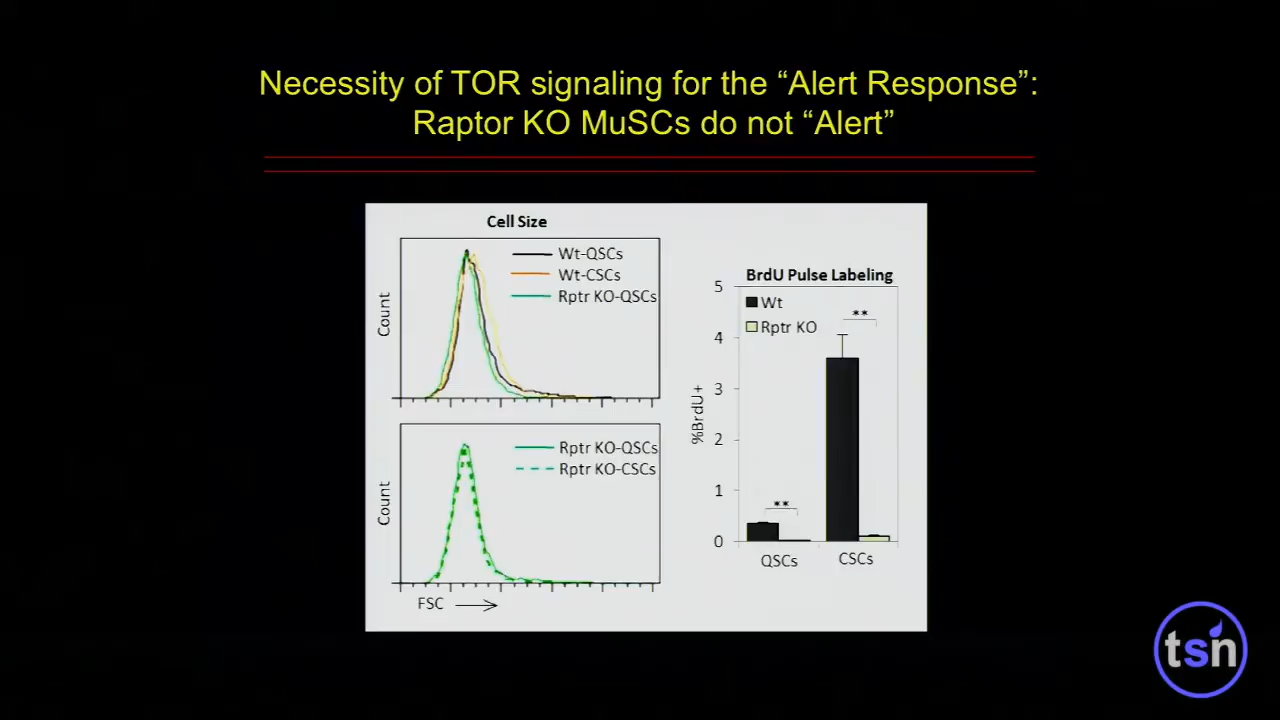 Necessity of TOR signaling for the “Alert Response”:
Raptor KO MuSCs do not “Alert”
Cell Size
Wt-QSCs
Wt-CSCs
Rptr KO-QSCs
Count
Rptr KO-QSCs
Rptr KO-CSCs
Count
FSC
BrdU Pulse Labeling
Wt
Rptr KO
**
**
%BrdU+
5
4
3
2
1
0
QSCs
CSCs
tsn